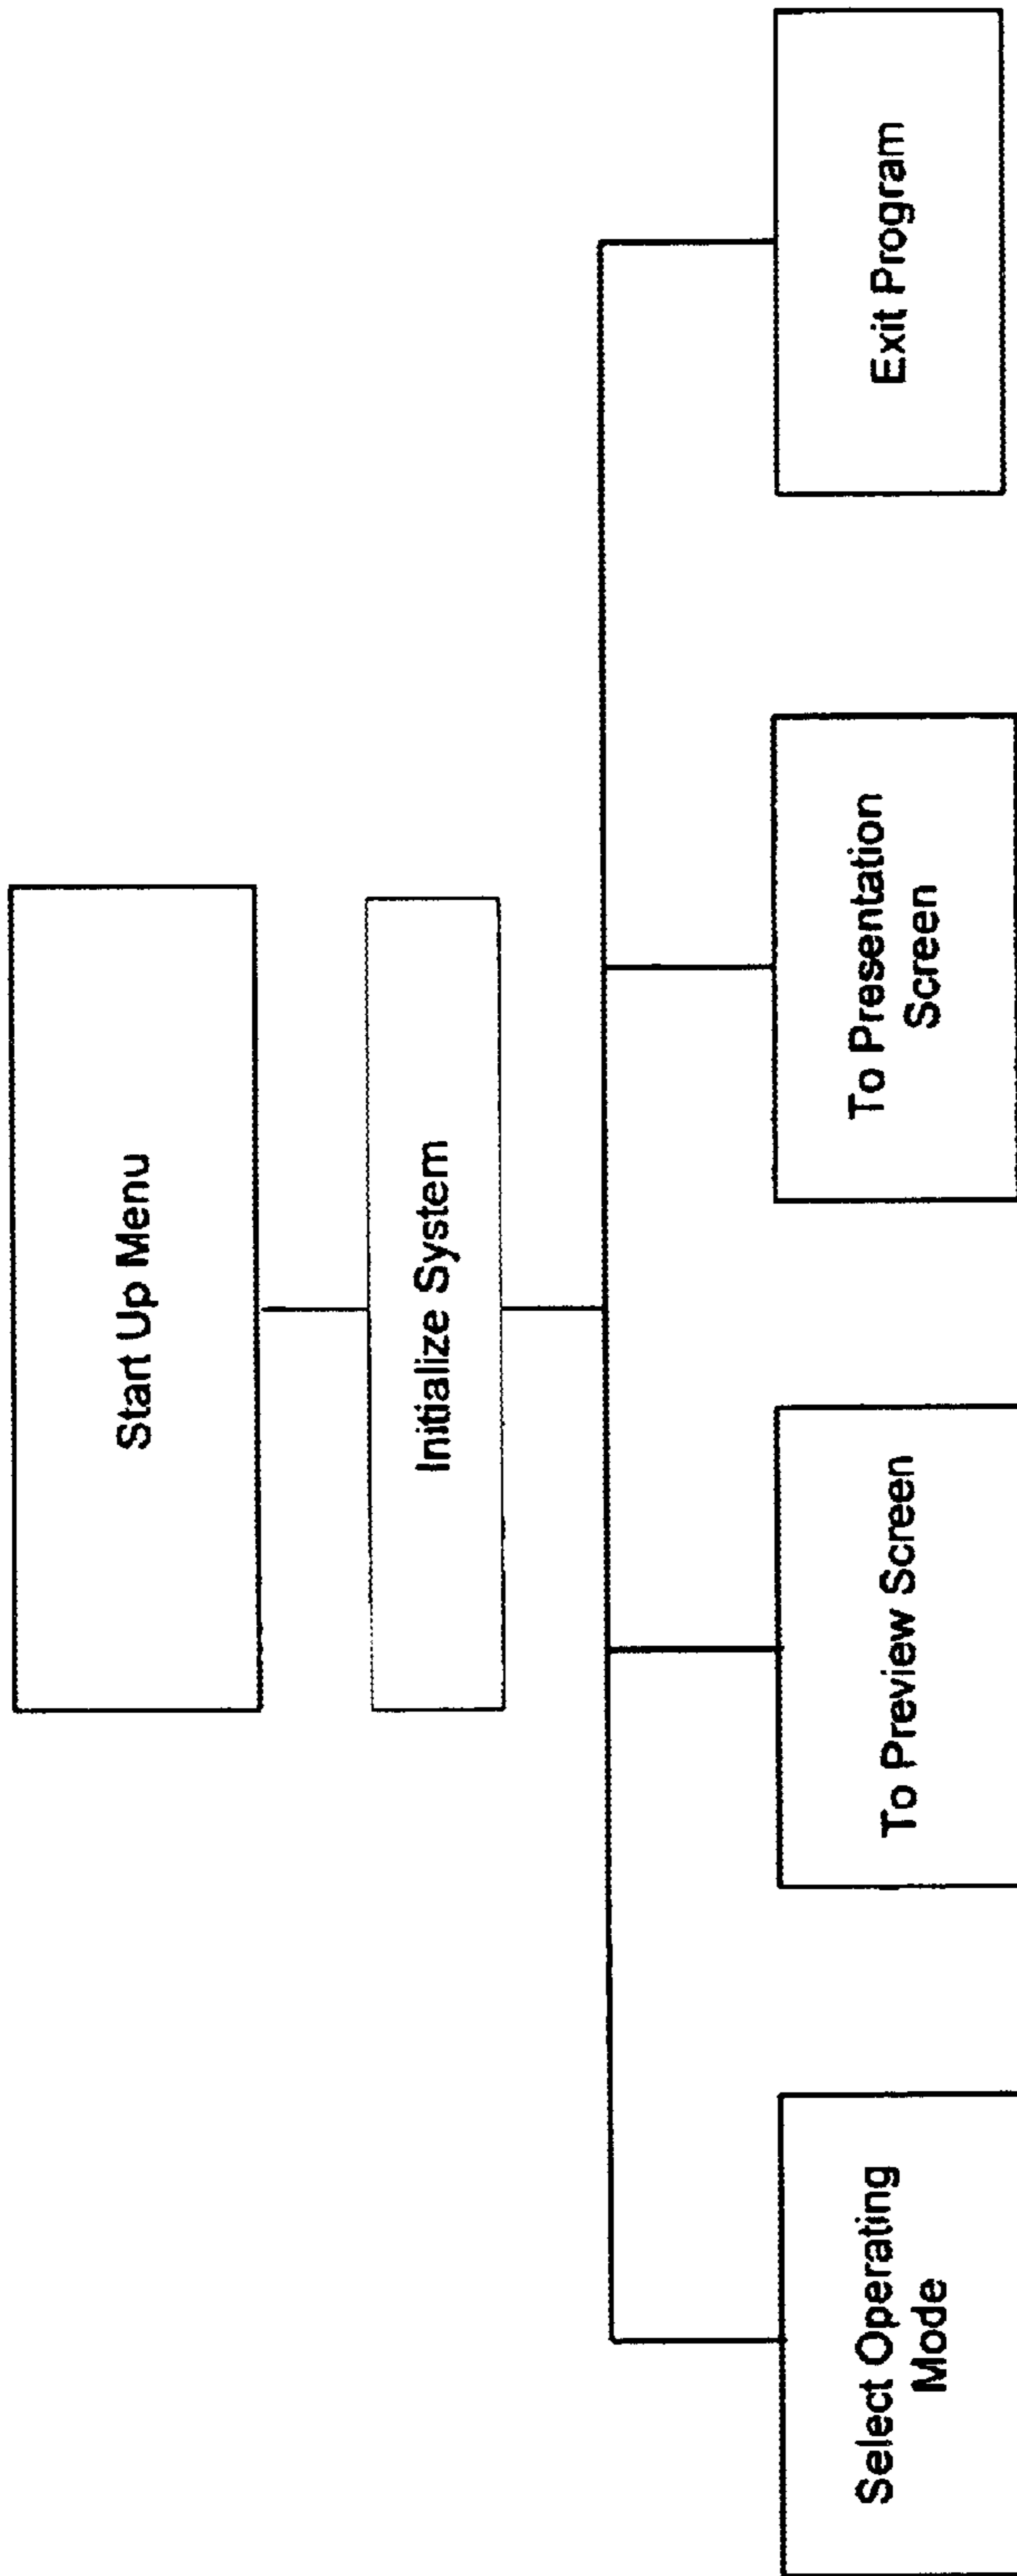 Start Up Menu
Initialize System
Select Operating
Mode
To Preview Screen
To Presentation
Screen
Exit Program